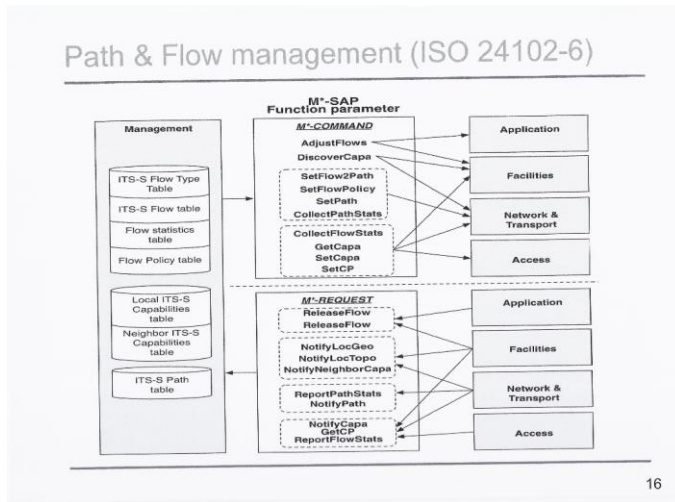 Path & Flow management (ISO 24102-6)
M*-SAP
Function parameter
Management
ITS-S Flow Type
Table
ITS-S Flow table
Flow statistics
table
Flow Policy table
Local ITS-S
Capabilities
table
Neighbor ITS-S
Capabilities
table
ITS-S Path
table
M*-COMMAND
AdjustFlows
DiscoverCapa
SetFlow2Path
SetFlowPolicy
SetPath
CollectPathStats
CollectFlowStats
GetCapa
SetCapa
SetCP
M*-REQUEST
ReleaseFlow
ReleaseFlow
NotifyLocGeo
NotifyLocTopo
NotifyNeighborCapa
ReportPathStats
NotifyPath
NotifyCapa
GetCP
ReportFlowStats
Application
Facilities
Network &
Transport
Access
Application
Facilities
Network &
Transport
Access
16